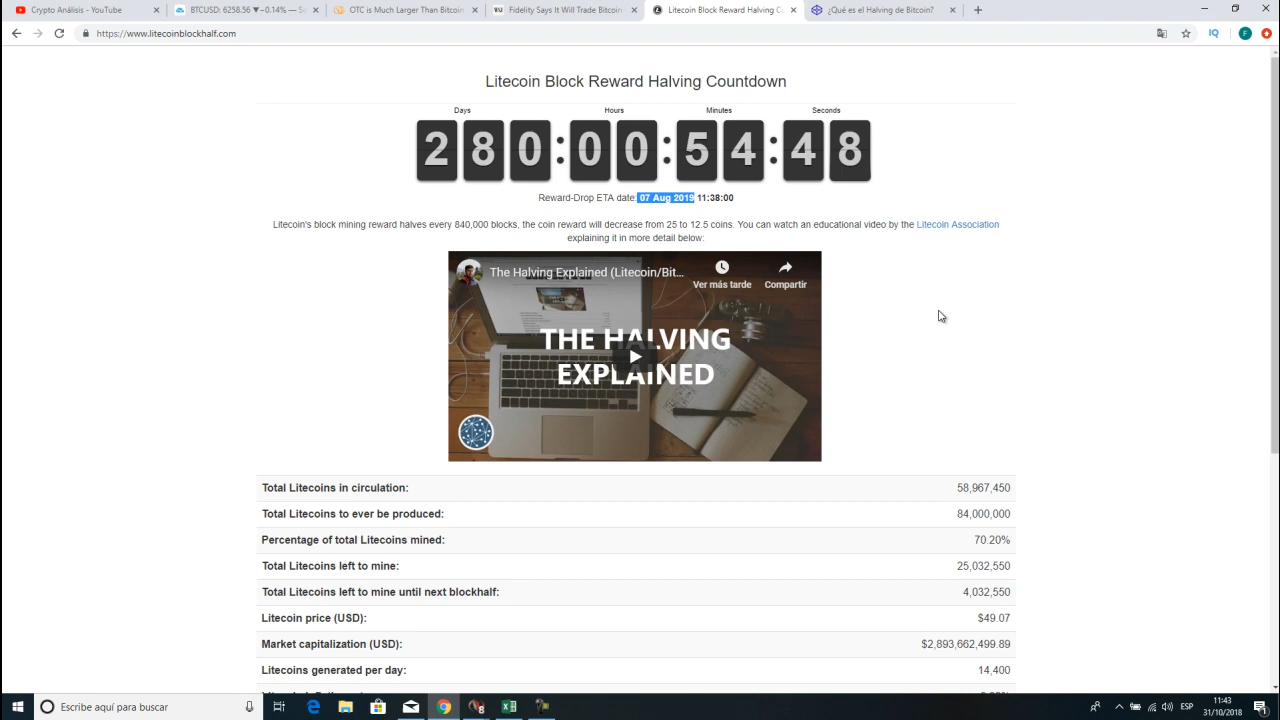 Crypto Análisis - YouTube
BTCUSD: 6258.56 ▼−0.14% — S
OTC is Much Larger Than Bitcoin
Fidelity Says It Will Trade Bitcoin
Litecoin Block Reward Halving Co
¿Qué es el Halving de Bitcoin?
https://www.litecoinblockhalf.com
IQ
F
Litecoin Block Reward Halving Countdown
Days Hours Minutes Seconds
280:00:54:48
Reward-Drop ETA date: 07 Aug 2019 11:38:00
Litecoin's block mining reward halves every 840,000 blocks, the coin reward will decrease from 25 to 12.5 coins. You can watch an educational video by the Litecoin Association
explaining it in more detail below:
The Halving Explained (Litecoin/Bit...
Ver más tarde
Compartir
THE HALVING
EXPLAINED
Total Litecoins in circulation: 58,967,450
Total Litecoins to ever be produced: 84,000,000
Percentage of total Litecoins mined: 70.20%
Total Litecoins left to mine: 25,032,550
Total Litecoins left to mine until next blockhalf: 4,032,550
Litecoin price (USD): $49.07
Market capitalization (USD): $2,893,662,499.89
Litecoins generated per day: 14,400
Escribe aquí para buscar
ESP
11:43
31/10/2018
1